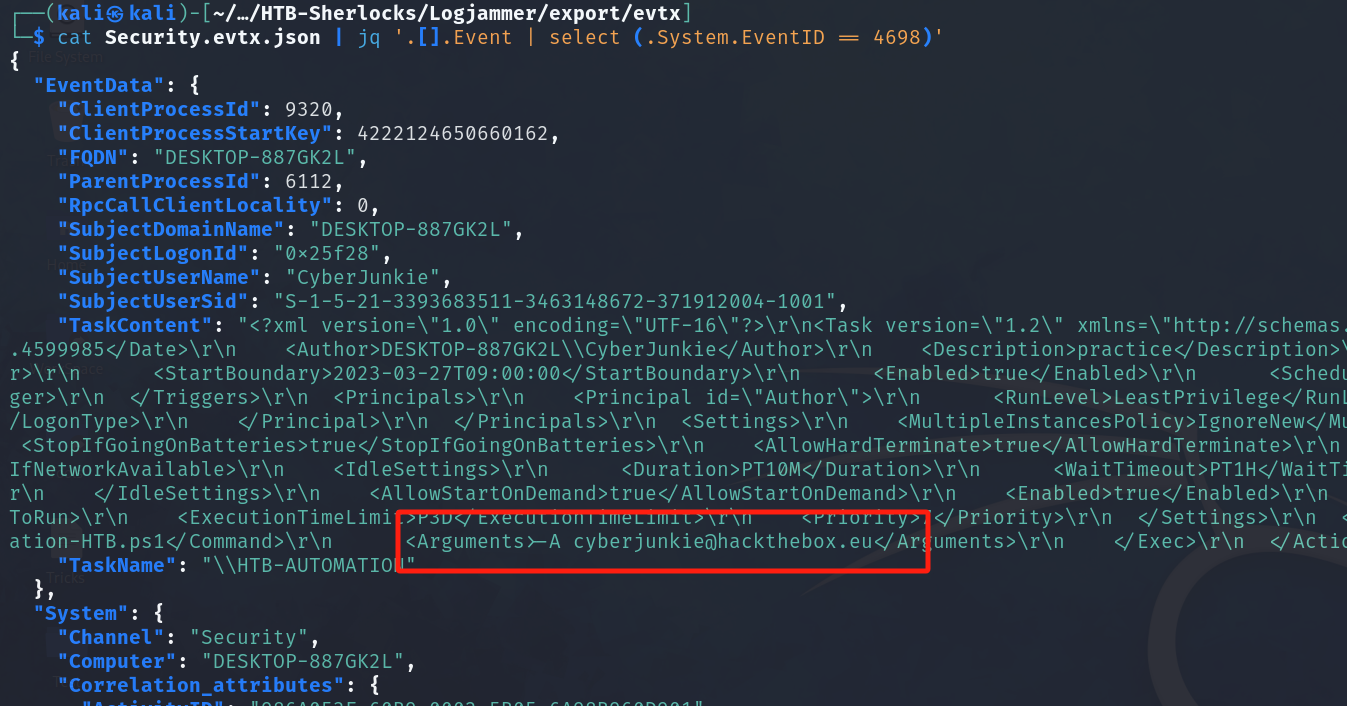 ┌──(kali㉿kali)-[~/…/HTB-Sherlocks/Logjammer/export/evtx]
└─$ cat Security.evtx.json | jq '.[].Event | select (.System.EventID == 4698)'
{
"EventData": {
"ClientProcessId": 9320,
"ClientProcessStartKey": 4222124650660162,
"FQDN": "DESKTOP-887GK2L",
"ParentProcessId": 6112,
"RpcCallClientLocality": 0,
"SubjectDomainName": "DESKTOP-887GK2L",
"SubjectLogonId": "0×25f28",
"SubjectUserName": "CyberJunkie",
"SubjectUserSid": "S-1-5-21-3393683511-3463148672-371912004-1001",
"TaskContent": "<?xml version=\"1.0\" encoding=\"UTF-16\"?>\r\n<Task version=\"1.2\" xmlns=\"http://schemas.
.4599985</Date>\r\n    <Author>DESKTOP-887GK2L\\CyberJunkie</Author>\r\n    <Description>practice</Description>\
r>\r\n      <StartBoundary>2023-03-27T09:00:00</StartBoundary>\r\n      <Enabled>true</Enabled>\r\n      <Schedu
ger>\r\n  </Triggers>\r\n  <Principals>\r\n    <Principal id=\"Author\">\r\n      <RunLevel>LeastPrivilege</RunL
/LogonType>\r\n    </Principal>\r\n  </Principals>\r\n  <Settings>\r\n    <MultipleInstancesPolicy>IgnoreNew</Mu
<StopIfGoingOnBatteries>true</StopIfGoingOnBatteries>\r\n    <AllowHardTerminate>true</AllowHardTerminate>\r\n
IfNetworkAvailable>\r\n    <IdleSettings>\r\n      <Duration>PT10M</Duration>\r\n      <WaitTimeout>PT1H</WaitTi
r\n    </IdleSettings>\r\n    <AllowStartOnDemand>true</AllowStartOnDemand>\r\n    <Enabled>true</Enabled>\r\n
ToRun>\r\n    <ExecutionTimeLimit>P3D</ExecutionTimeLimit>\r\n    <Priority>7</Priority>\r\n  </Settings>\r\n  <
ation-HTB.ps1</Command>\r\n      <Arguments>-A cyberjunkie@hackthebox.eu</Arguments>\r\n    </Exec>\r\n  </Actio
"TaskName": "\\HTB-AUTOMATION"
},
"System": {
"Channel": "Security",
"Computer": "DESKTOP-887GK2L",
"Correlation_attributes": {